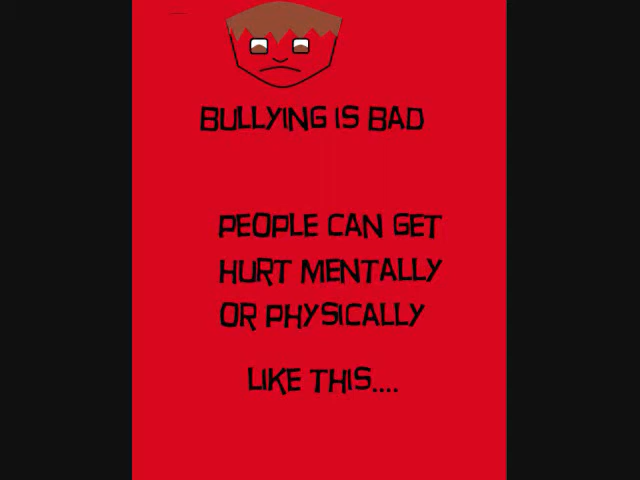 BULLYING IS BAD
PEOPLE CAN GET
HURT MENTALLY
OR PHYSICALLY
LIKE THIS....